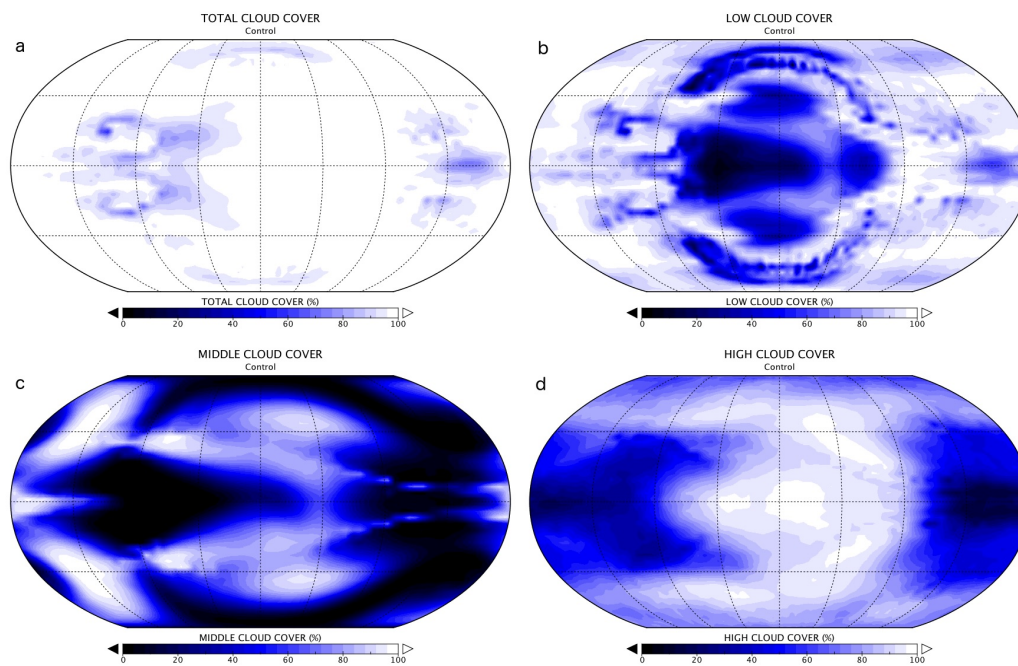 TOTAL CLOUD COVER
Control
a
TOTAL CLOUD COVER (%)
0 20 40 60 80 100
LOW CLOUD COVER
Control
b
LOW CLOUD COVER (%)
0 20 40 60 80 100
MIDDLE CLOUD COVER
Control
c
MIDDLE CLOUD COVER (%)
0 20 40 60 80 100
HIGH CLOUD COVER
Control
d
HIGH CLOUD COVER (%)
0 20 40 60 80 100